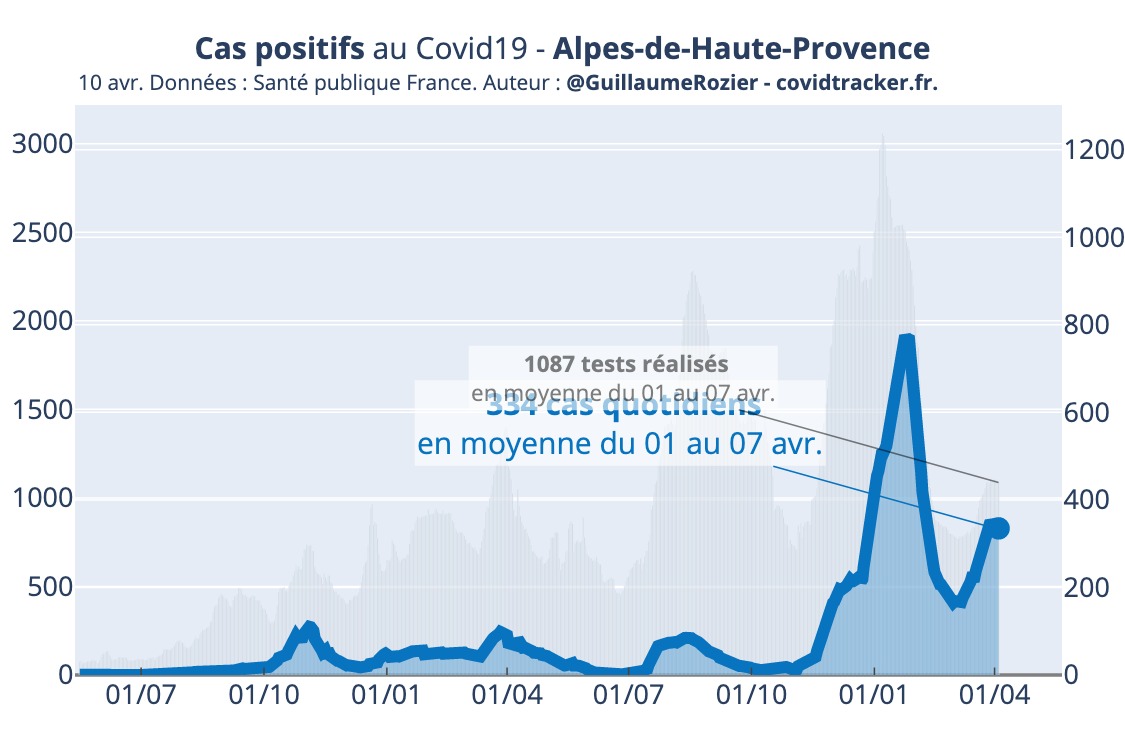 Cas positifs au Covid19 - Alpes-de-Haute-Provence
10 avr. Données : Santé publique France. Auteur : @GuillaumeRozier - covidtracker.fr.
3000
2500
2000
1500
1000
500
0
1200
1000
800
600
400
200
0
1087 tests réalisés
en moyenne du 01 au 07 avr.
334 cas quotidiens
en moyenne du 01 au 07 avr.
01/07 01/10 01/01 01/04 01/07 01/10 01/01 01/04